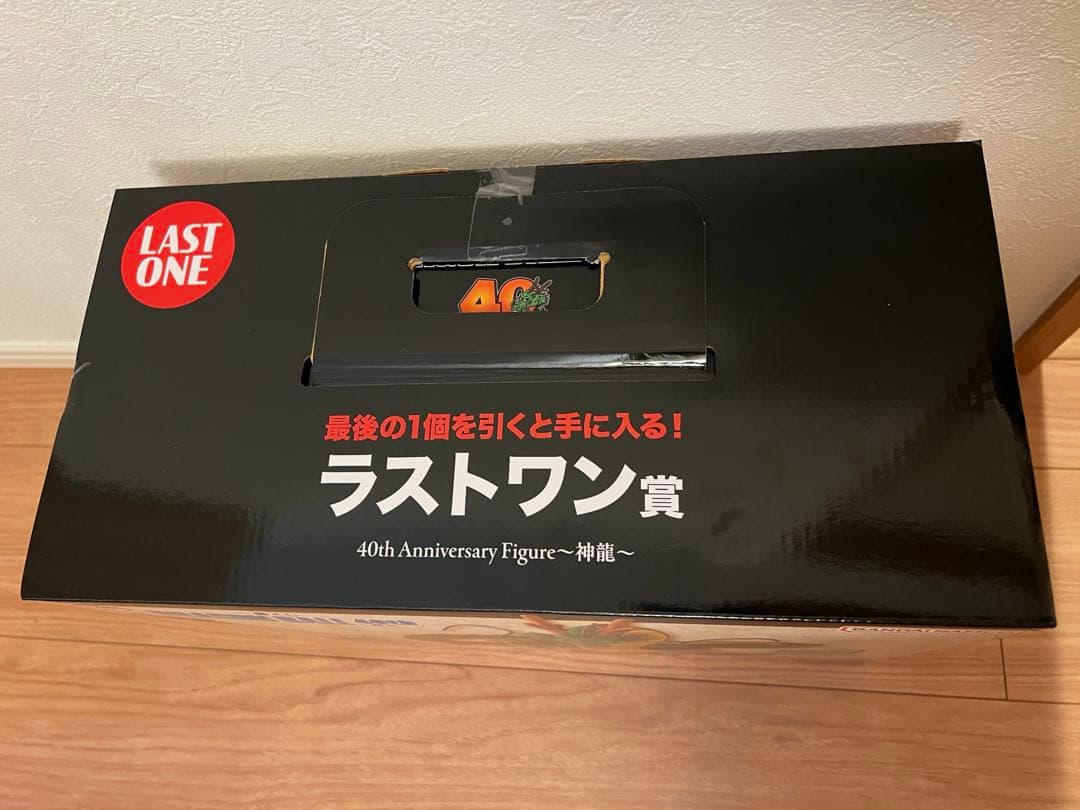 LAST
ONE
40
最後の1個を引くと手に入る!
ラストワン賞
40th Anniversary Figure〜神龍〜